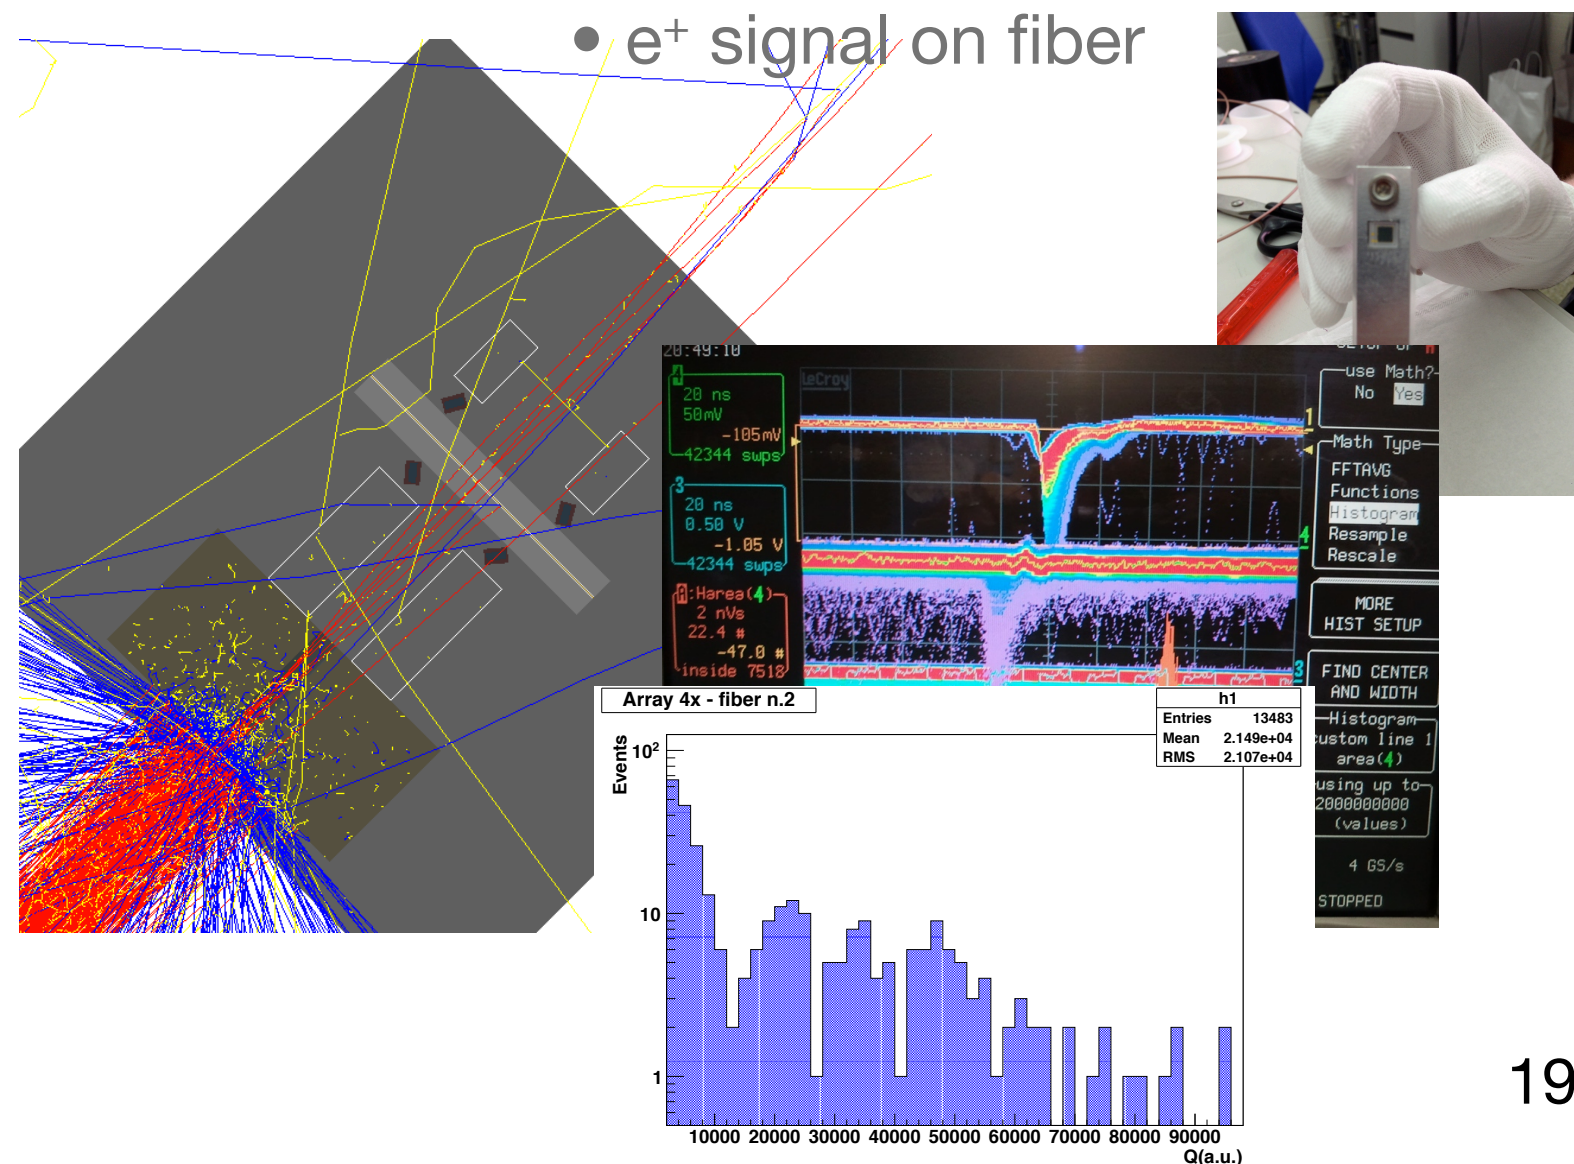 • e⁺ signal on fiber
20:49:10
LeCroy
20 ns
50mV
-105mV
42344 swps
3
20 ns
0.50 V
-1.05 V
42344 swps
A:Harea(4)
2 nVs
22.4 #
-47.0 #
inside 7518
1
4
3
use Math?
No Yes
Math Type
FFTAVG
Functions
Histogram
Resample
Rescale
MORE
HIST SETUP
FIND CENTER
AND WIDTH
Histogram
custom line 1
area(4)
using up to
2000000000
(values)
4 GS/s
STOPPED
Array 4x - fiber n.2
h1
Entries 13483
Mean 2.149e+04
RMS 2.107e+04
Events
10²
10
1
10000 20000 30000 40000 50000 60000 70000 80000 90000
Q(a.u.)
19